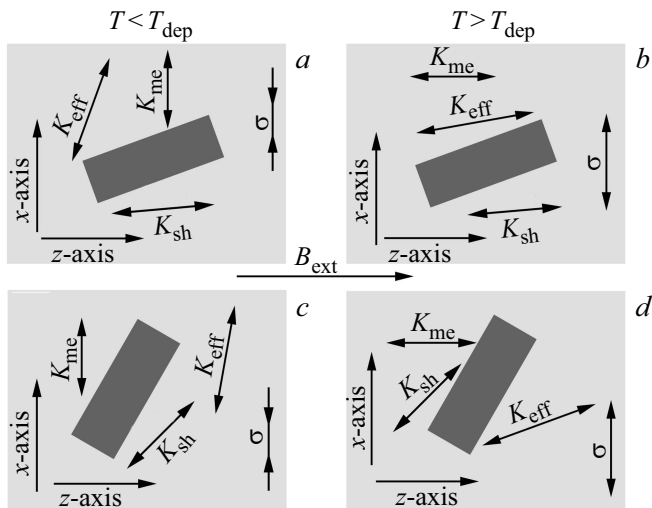 T < T_dep
T > T_dep
a
K_eff
K_me
σ
x-axis
z-axis
K_sh
b
K_me
K_eff
σ
x-axis
z-axis
K_sh
B_ext
c
K_me
K_eff
K_sh
σ
x-axis
z-axis
d
K_me
K_sh
K_eff
σ
x-axis
z-axis